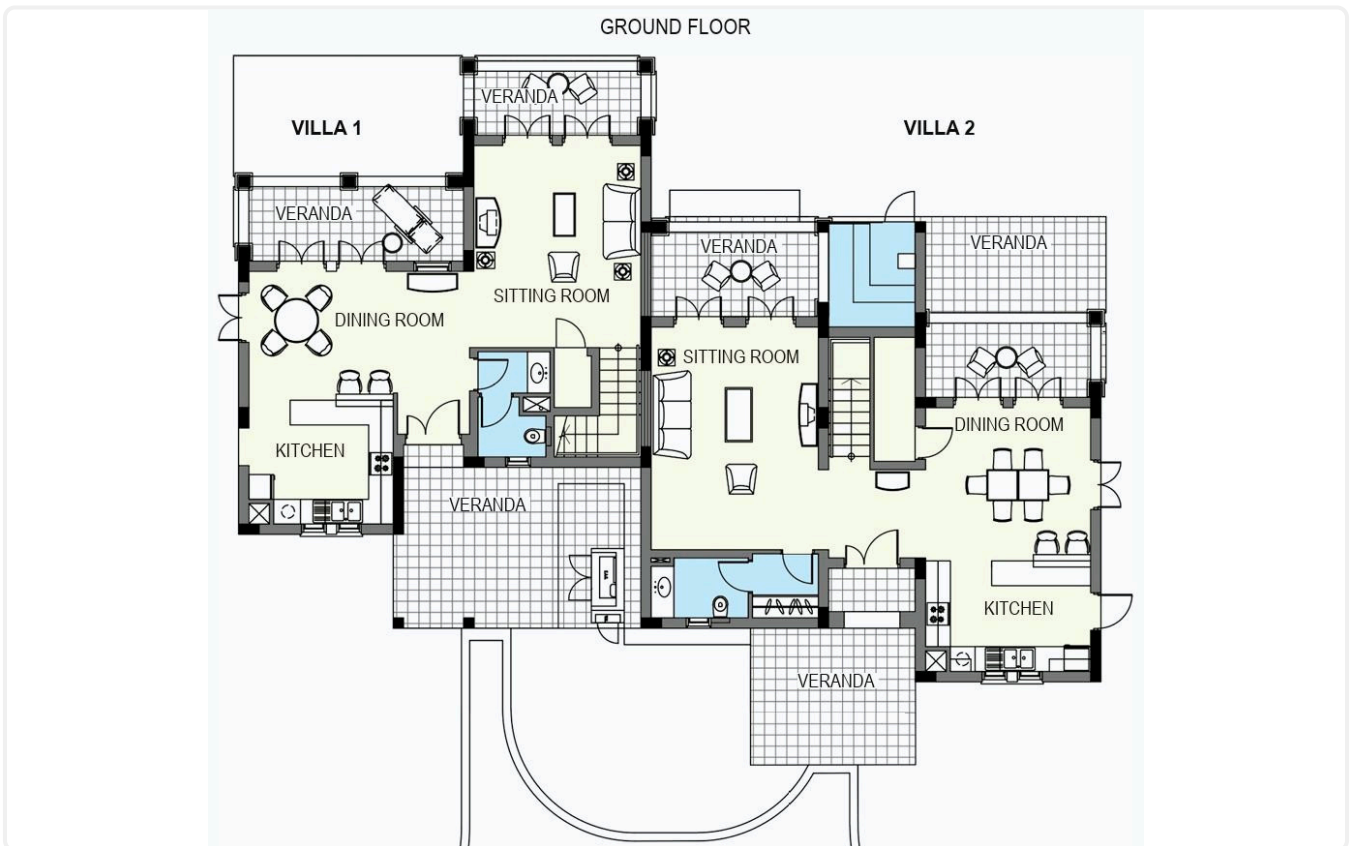 GROUND FLOOR
VERANDA
VILLA 1
VILLA 2
VERANDA
VERANDA
VERANDA
SITTING ROOM
DINING ROOM
SITTING ROOM
DINING ROOM
KITCHEN
VERANDA
KITCHEN
VERANDA